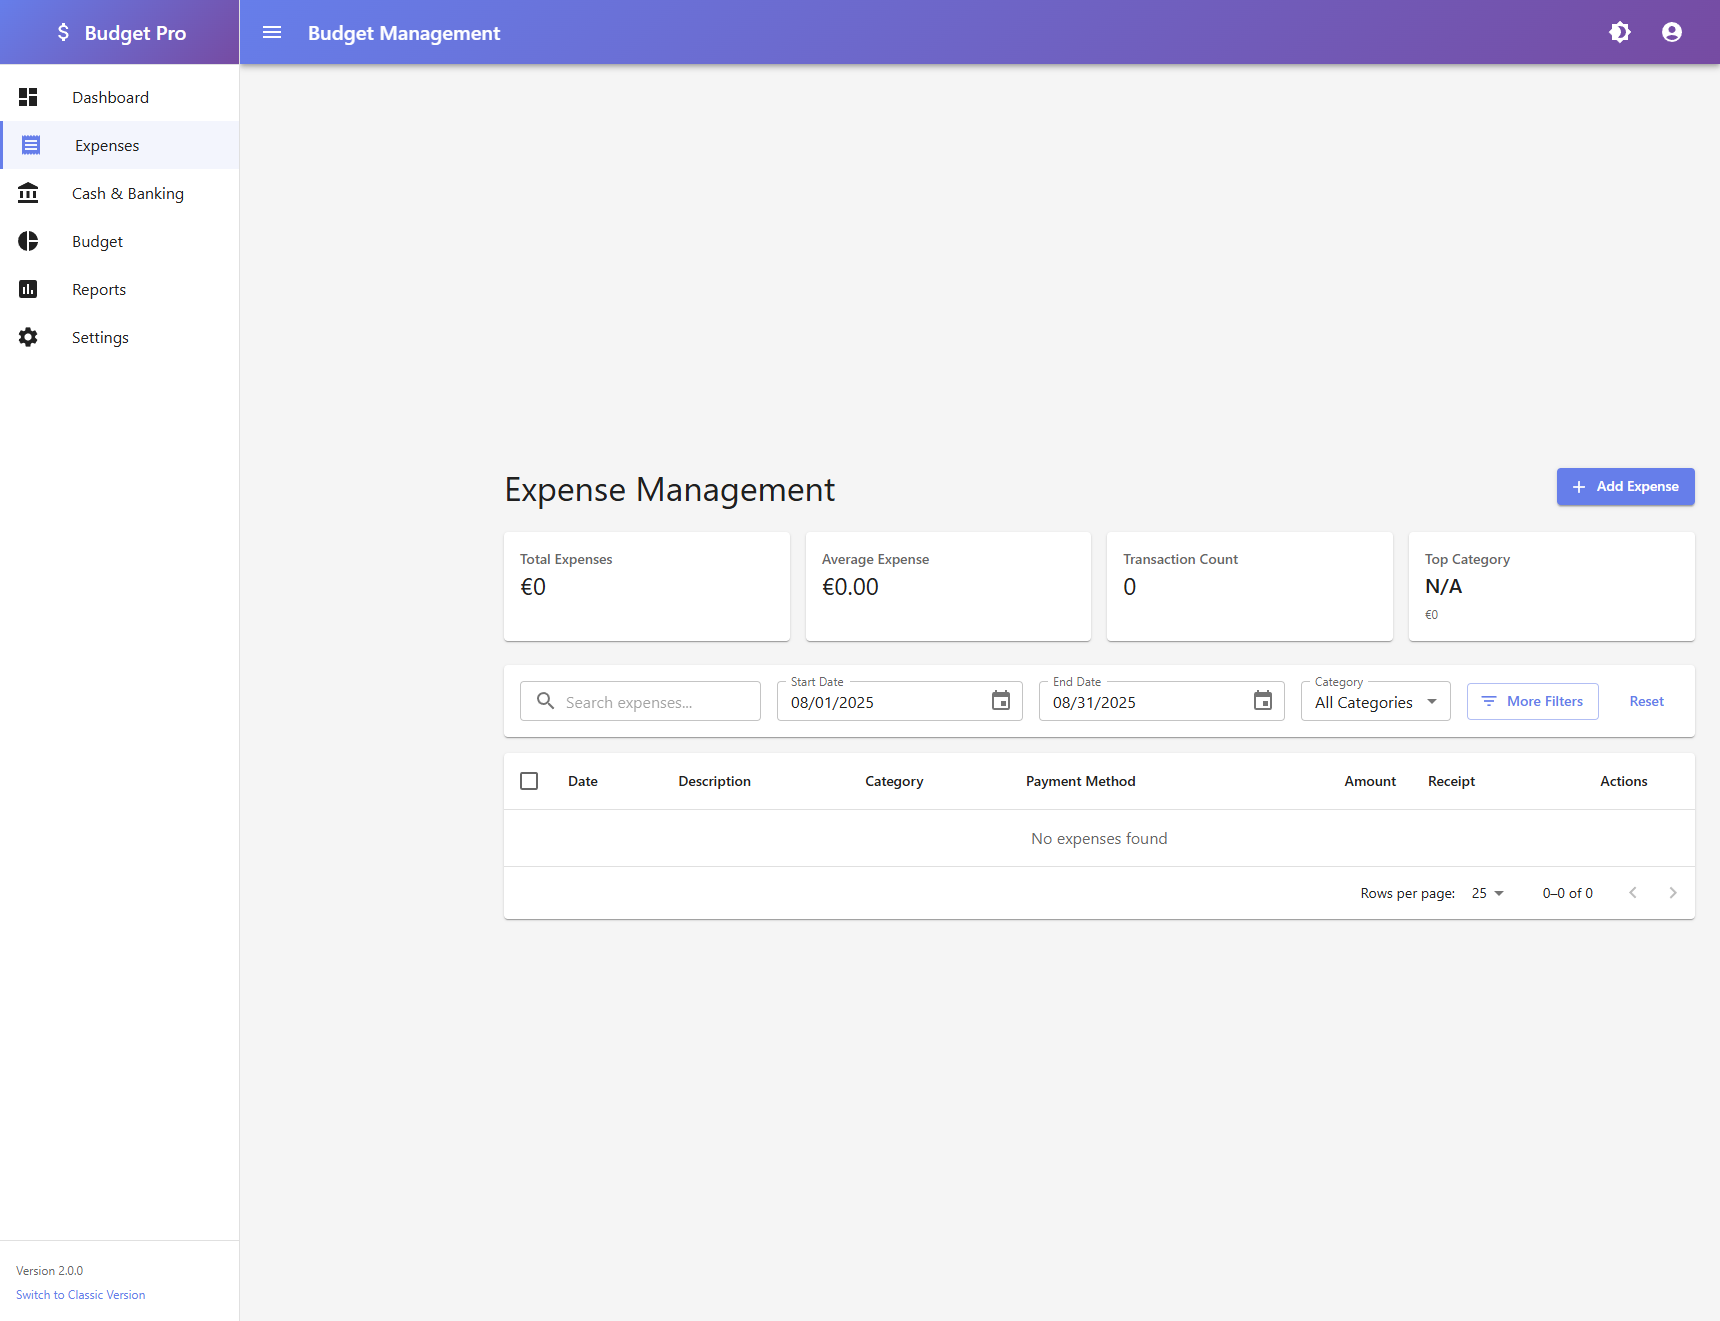 Budget Pro
Budget Management
Dashboard
Expenses
Cash & Banking
Budget
Reports
Settings
Expense Management
Add Expense
Total Expenses
€0
Average Expense
€0.00
Transaction Count
0
Top Category
N/A
€0
Search expenses...
Start Date
08/01/2025
End Date
08/31/2025
Category
All Categories
More Filters
Reset
Date Description Category Payment Method Amount Receipt Actions
No expenses found
Rows per page: 25 0–0 of 0
Version 2.0.0
Switch to Classic Version